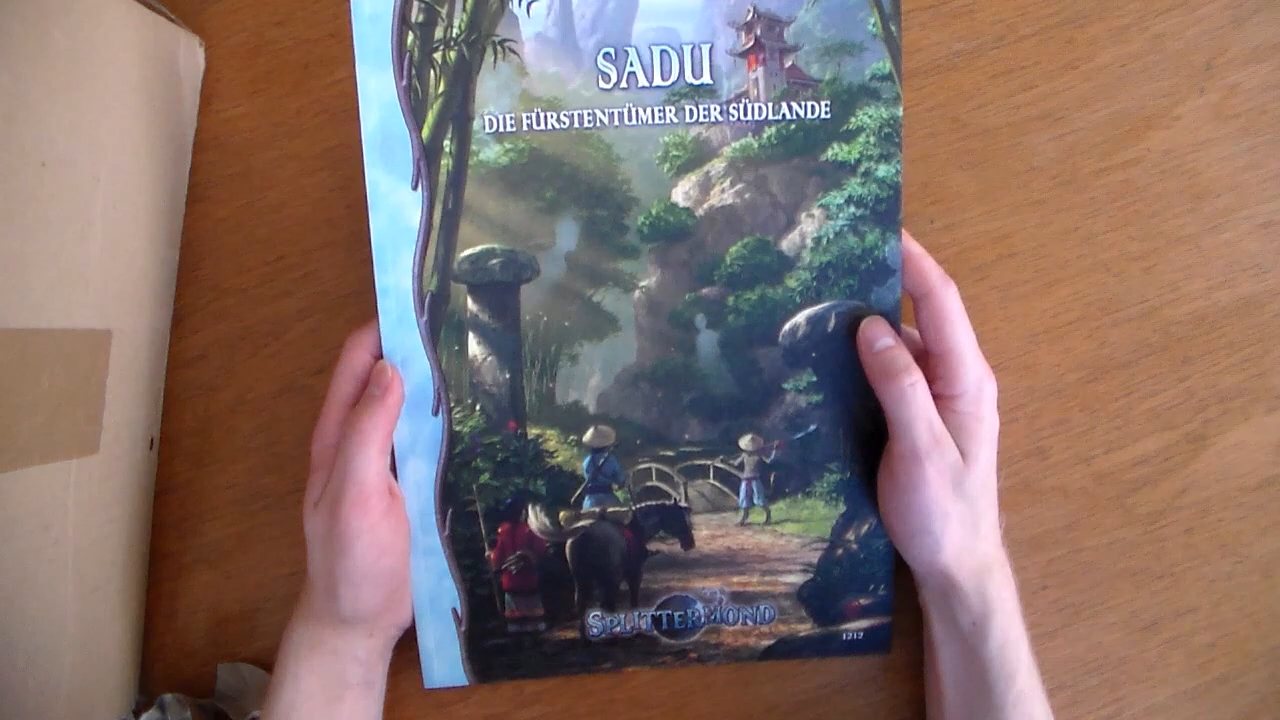 SADU
DIE FÜRSTENTÜMER DER SÜDLANDE
SPLITTERMOND
1212